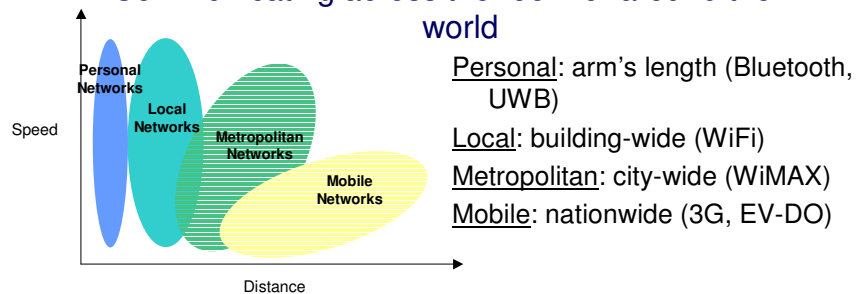 world
Personal
Networks
Local
Networks
Metropolitan
Networks
Mobile
Networks
Speed
Distance
Personal: arm's length (Bluetooth,
UWB)
Local: building-wide (WiFi)
Metropolitan: city-wide (WiMAX)
Mobile: nationwide (3G, EV-DO)